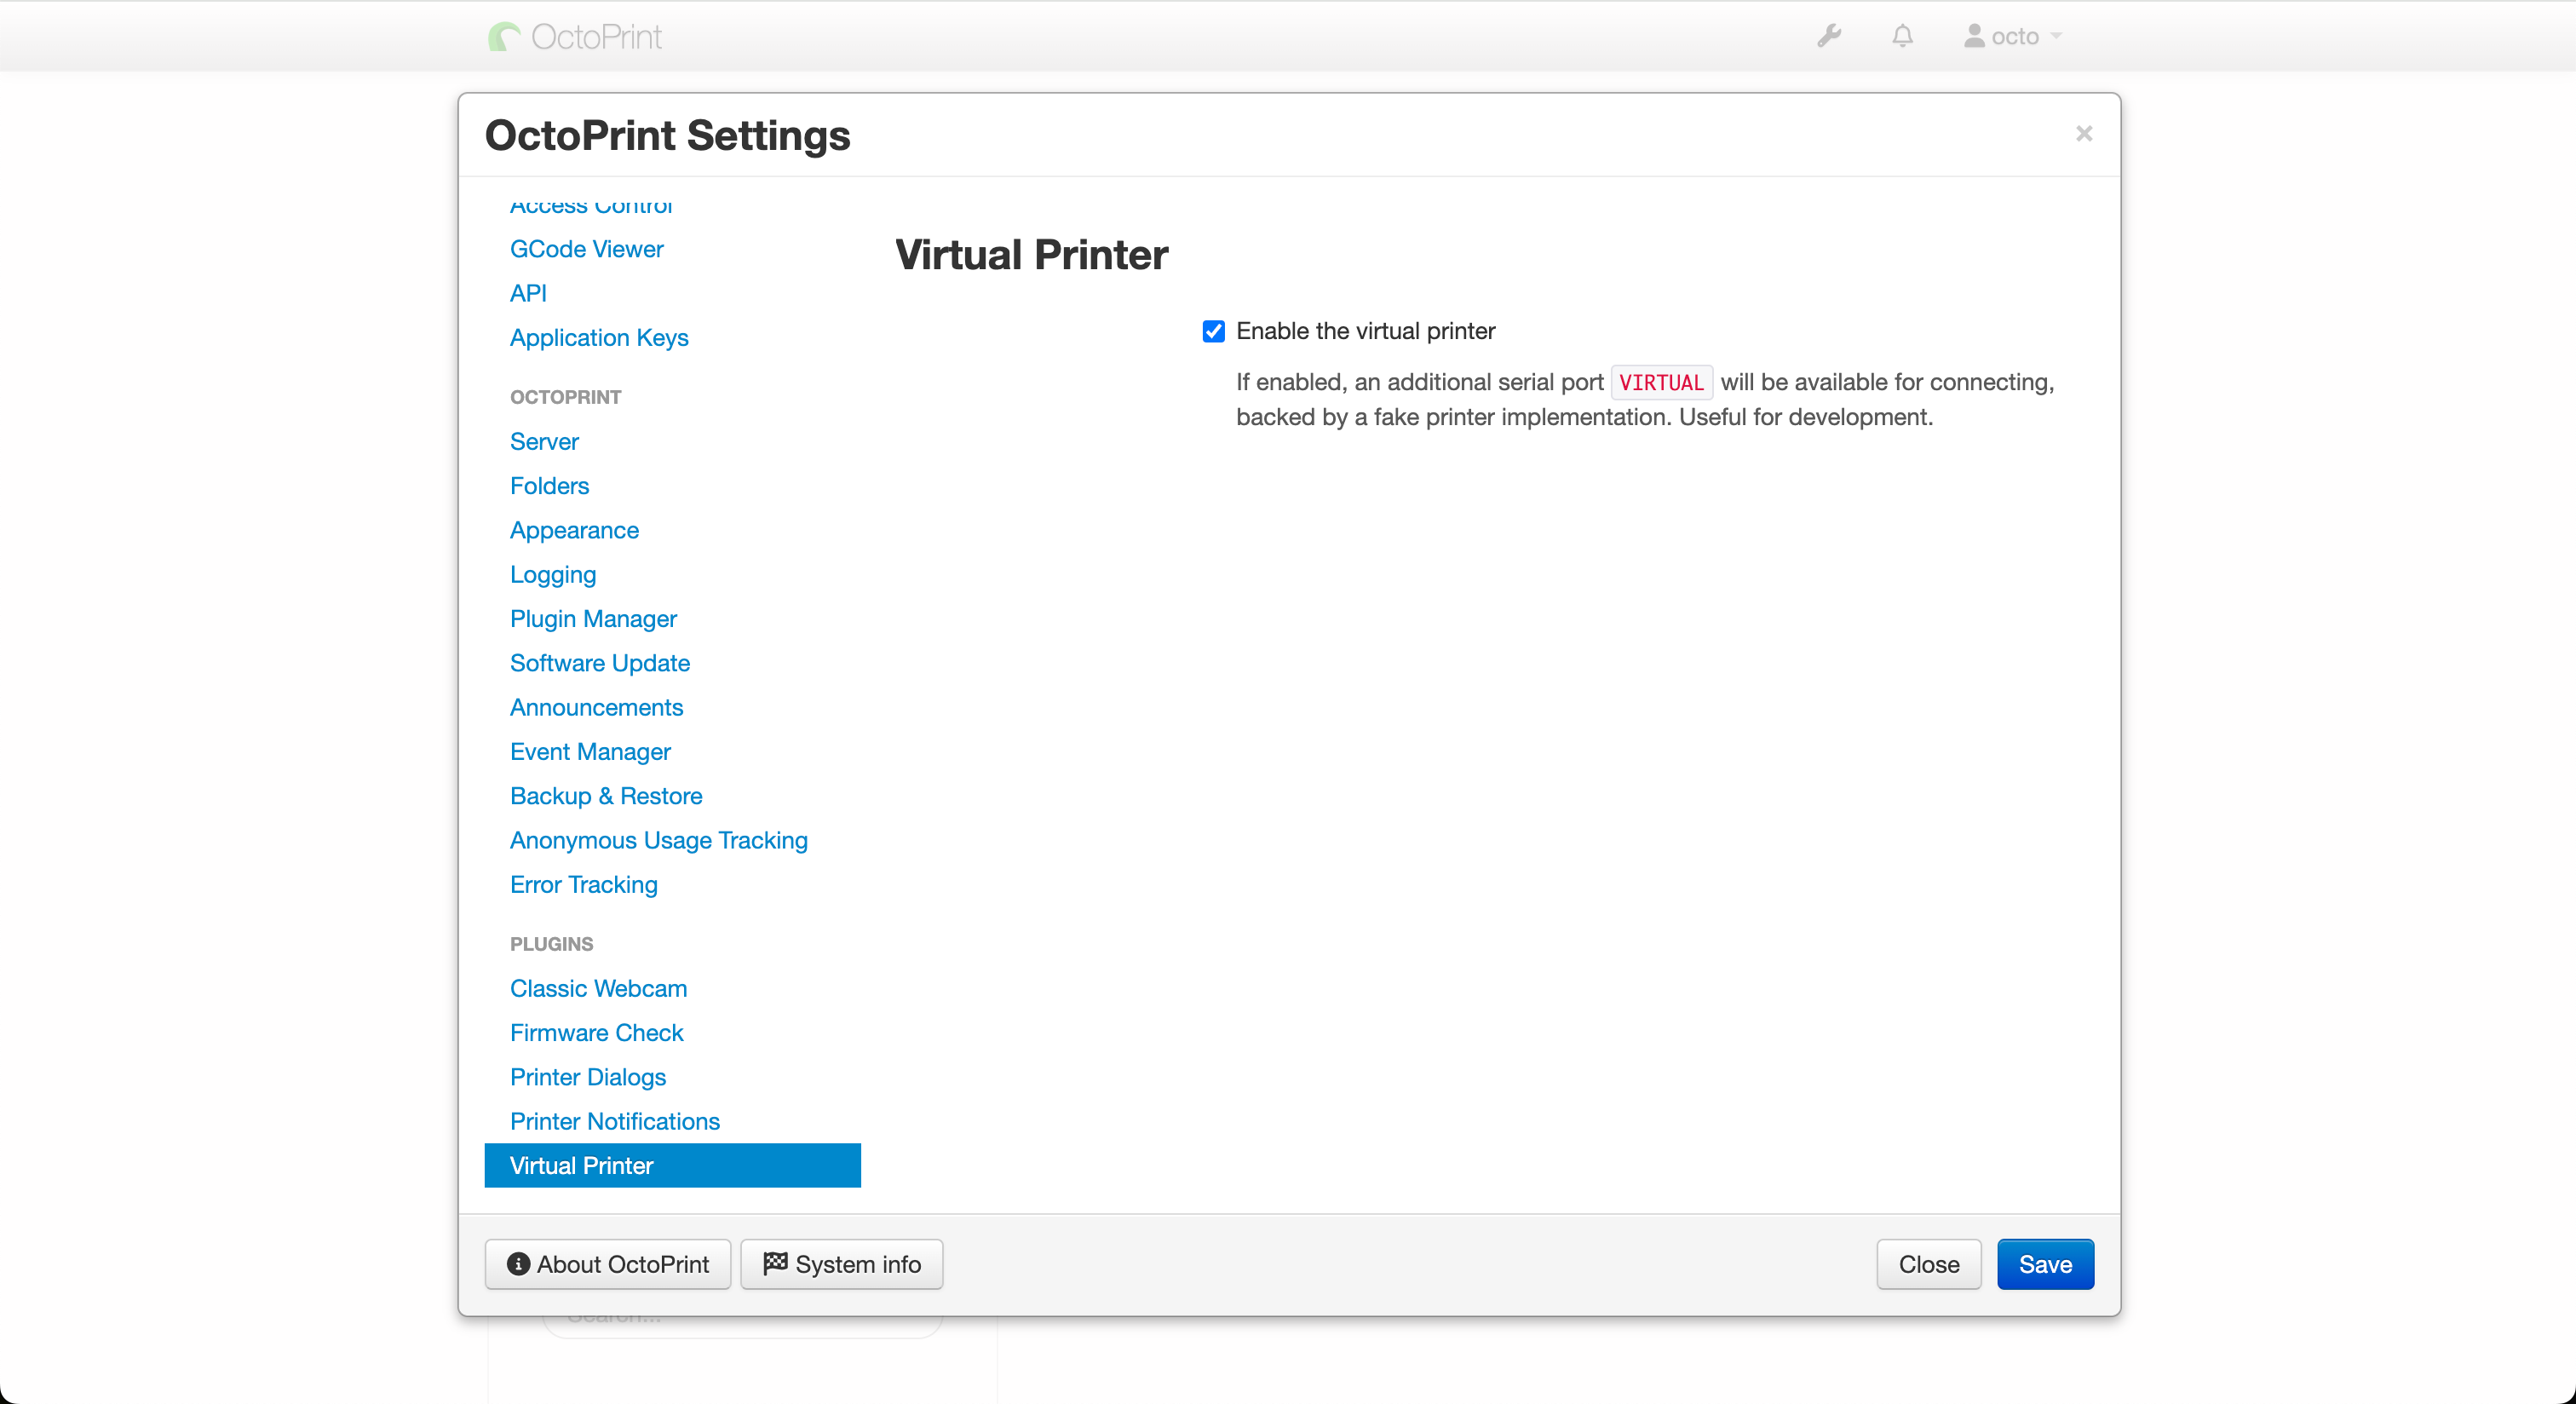 OctoPrint
octo
OctoPrint Settings
×
Access Control
GCode Viewer
API
Application Keys
OCTOPRINT
Server
Folders
Appearance
Logging
Plugin Manager
Software Update
Announcements
Event Manager
Backup & Restore
Anonymous Usage Tracking
Error Tracking
PLUGINS
Classic Webcam
Firmware Check
Printer Dialogs
Printer Notifications
Virtual Printer
Virtual Printer
Enable the virtual printer
If enabled, an additional serial port VIRTUAL will be available for connecting,
backed by a fake printer implementation. Useful for development.
About OctoPrint
System info
Close
Save
Search...